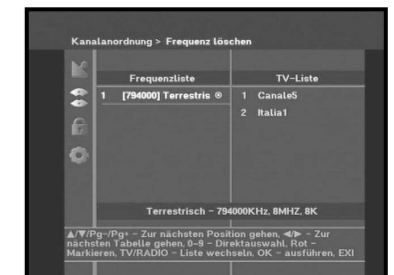 Kanalanordnung > Frequenz löschen
Frequenzliste
TV-Liste
1 [794000] Terrestris
1 Canale5
2 Italia1
Terrestrisch - 794000KHz, 8MHZ, 8K
▲/▼/Pg-/Pg+ - Zur nächsten Position gehen, ◄/► - Zur
nächsten Tabelle gehen, 0-9 - Direktauswahl, Rot -
Markieren, TV/RADIO - Liste wechseln, OK - ausführen, EXI